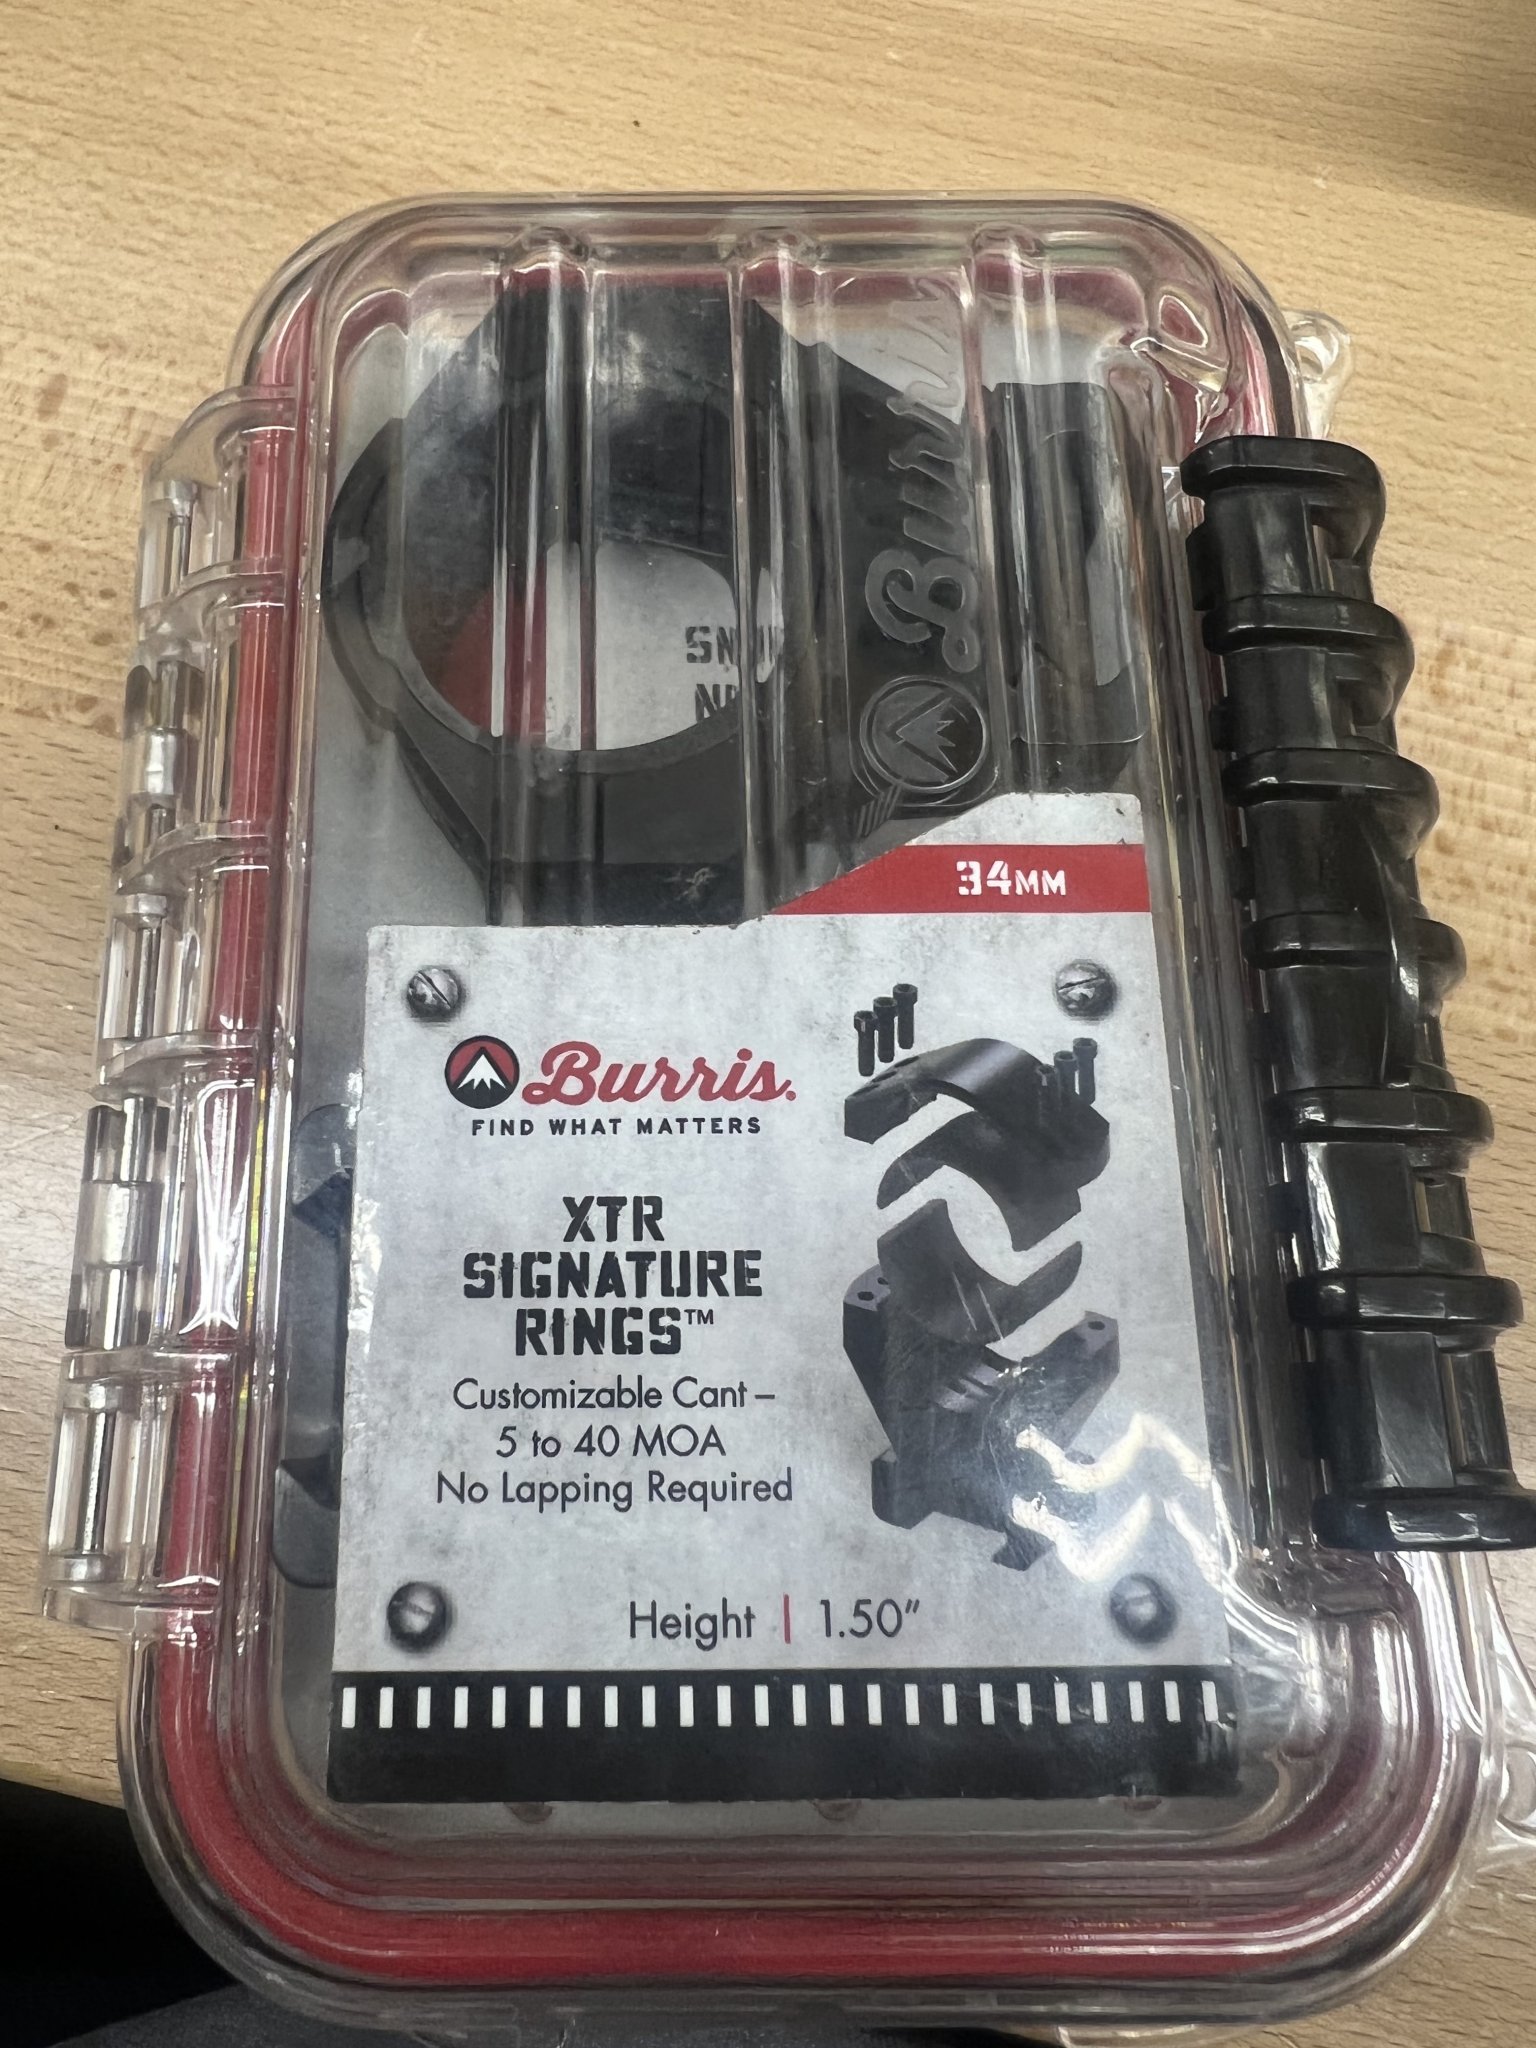 Burris
34MM
Burris.
FIND WHAT MATTERS
XTR
SIGNATURE
RINGS™
Customizable Cant –
5 to 40 MOA
No Lapping Required
Height | 1.50"